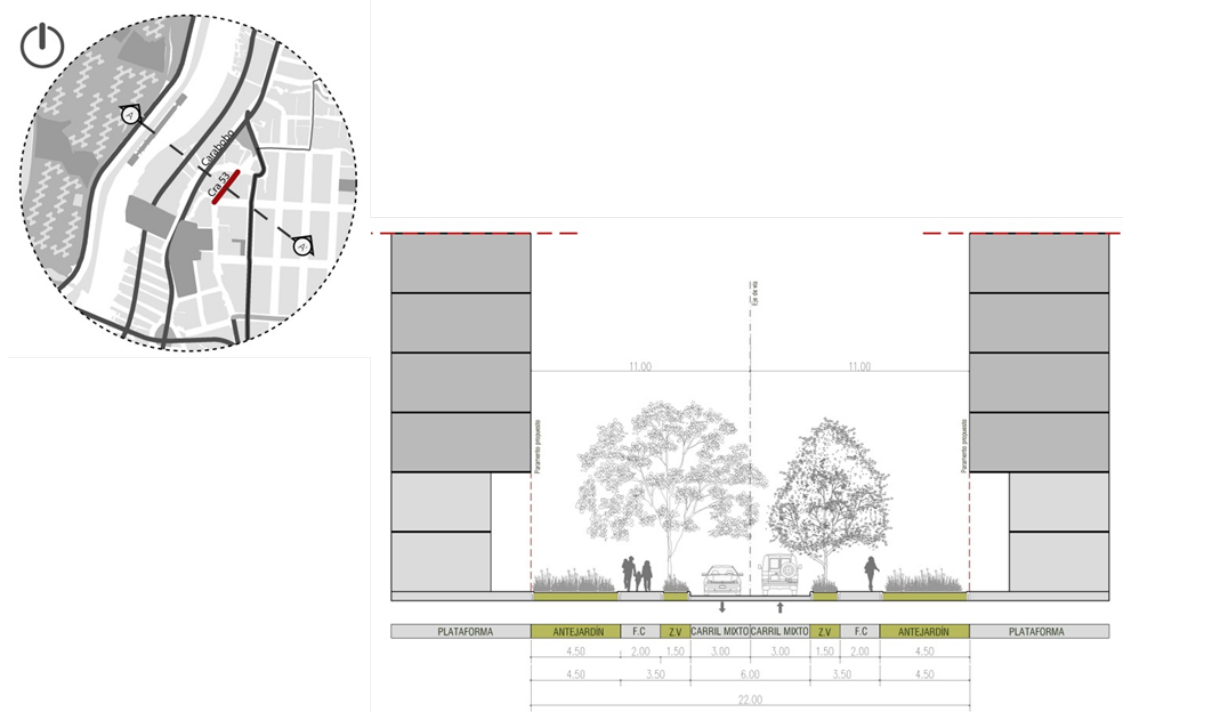 Carabobo
Cra 53
A
A'
Eje de vía
11.00 11.00
Paramento propuesto Paramento propuesto
PLATAFORMA ANTEJARDÍN F.C Z.V CARRIL MIXTO CARRIL MIXTO Z.V F.C ANTEJARDÍN PLATAFORMA
4.50 2.00 1.50 3.00 3.00 1.50 2.00 4.50
4.50 3.50 6.00 3.50 4.50
22.00